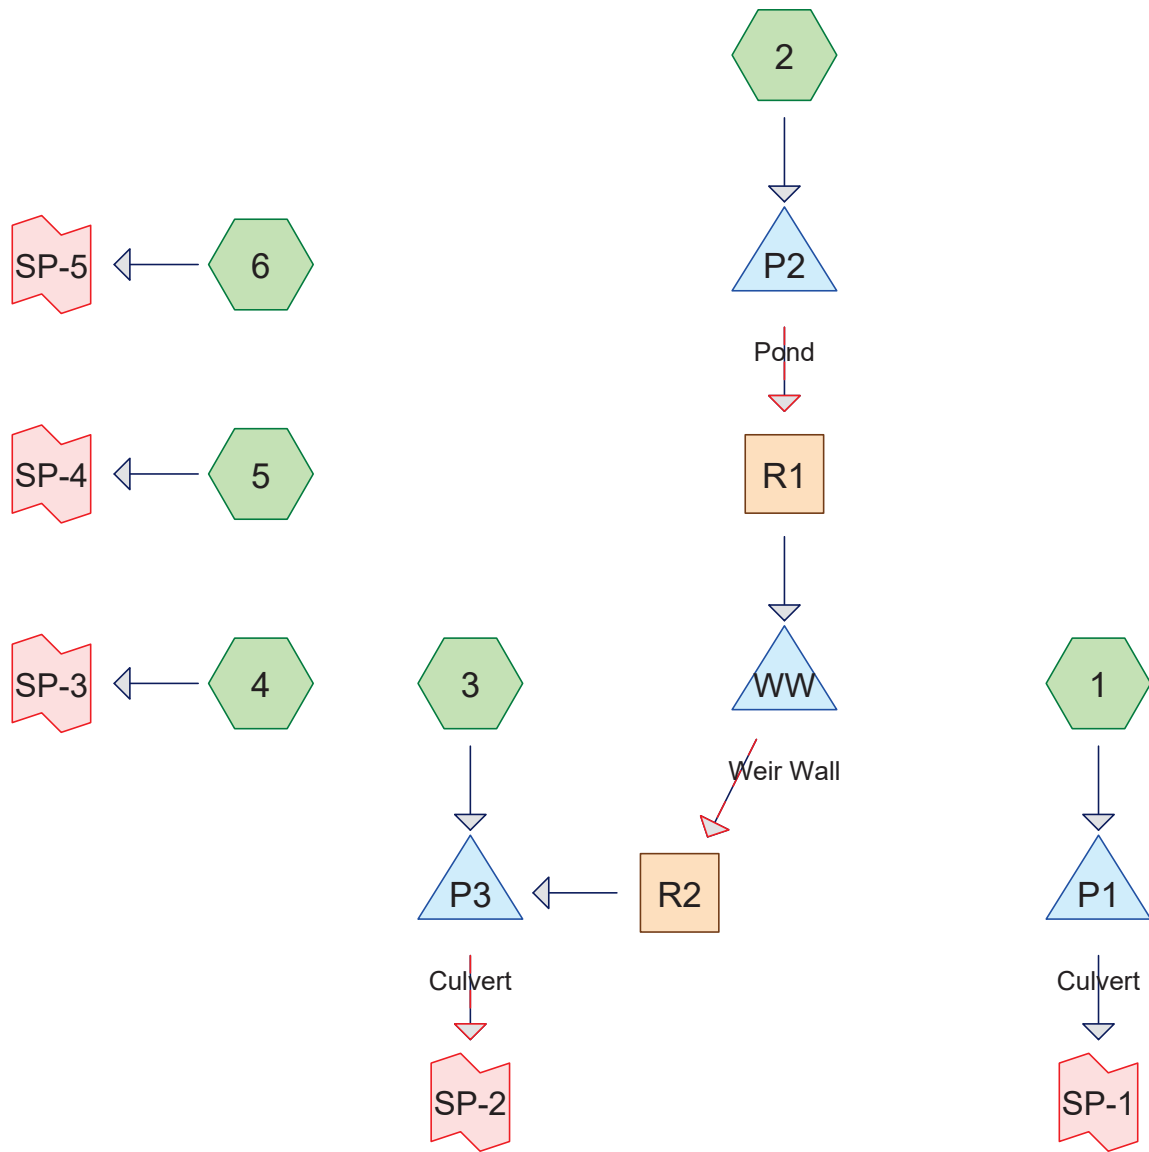 2
SP-5
6
P2
Pond
SP-4
5
R1
SP-3
4
3
WW
1
Weir Wall
P3
R2
P1
Culvert
Culvert
SP-2
SP-1